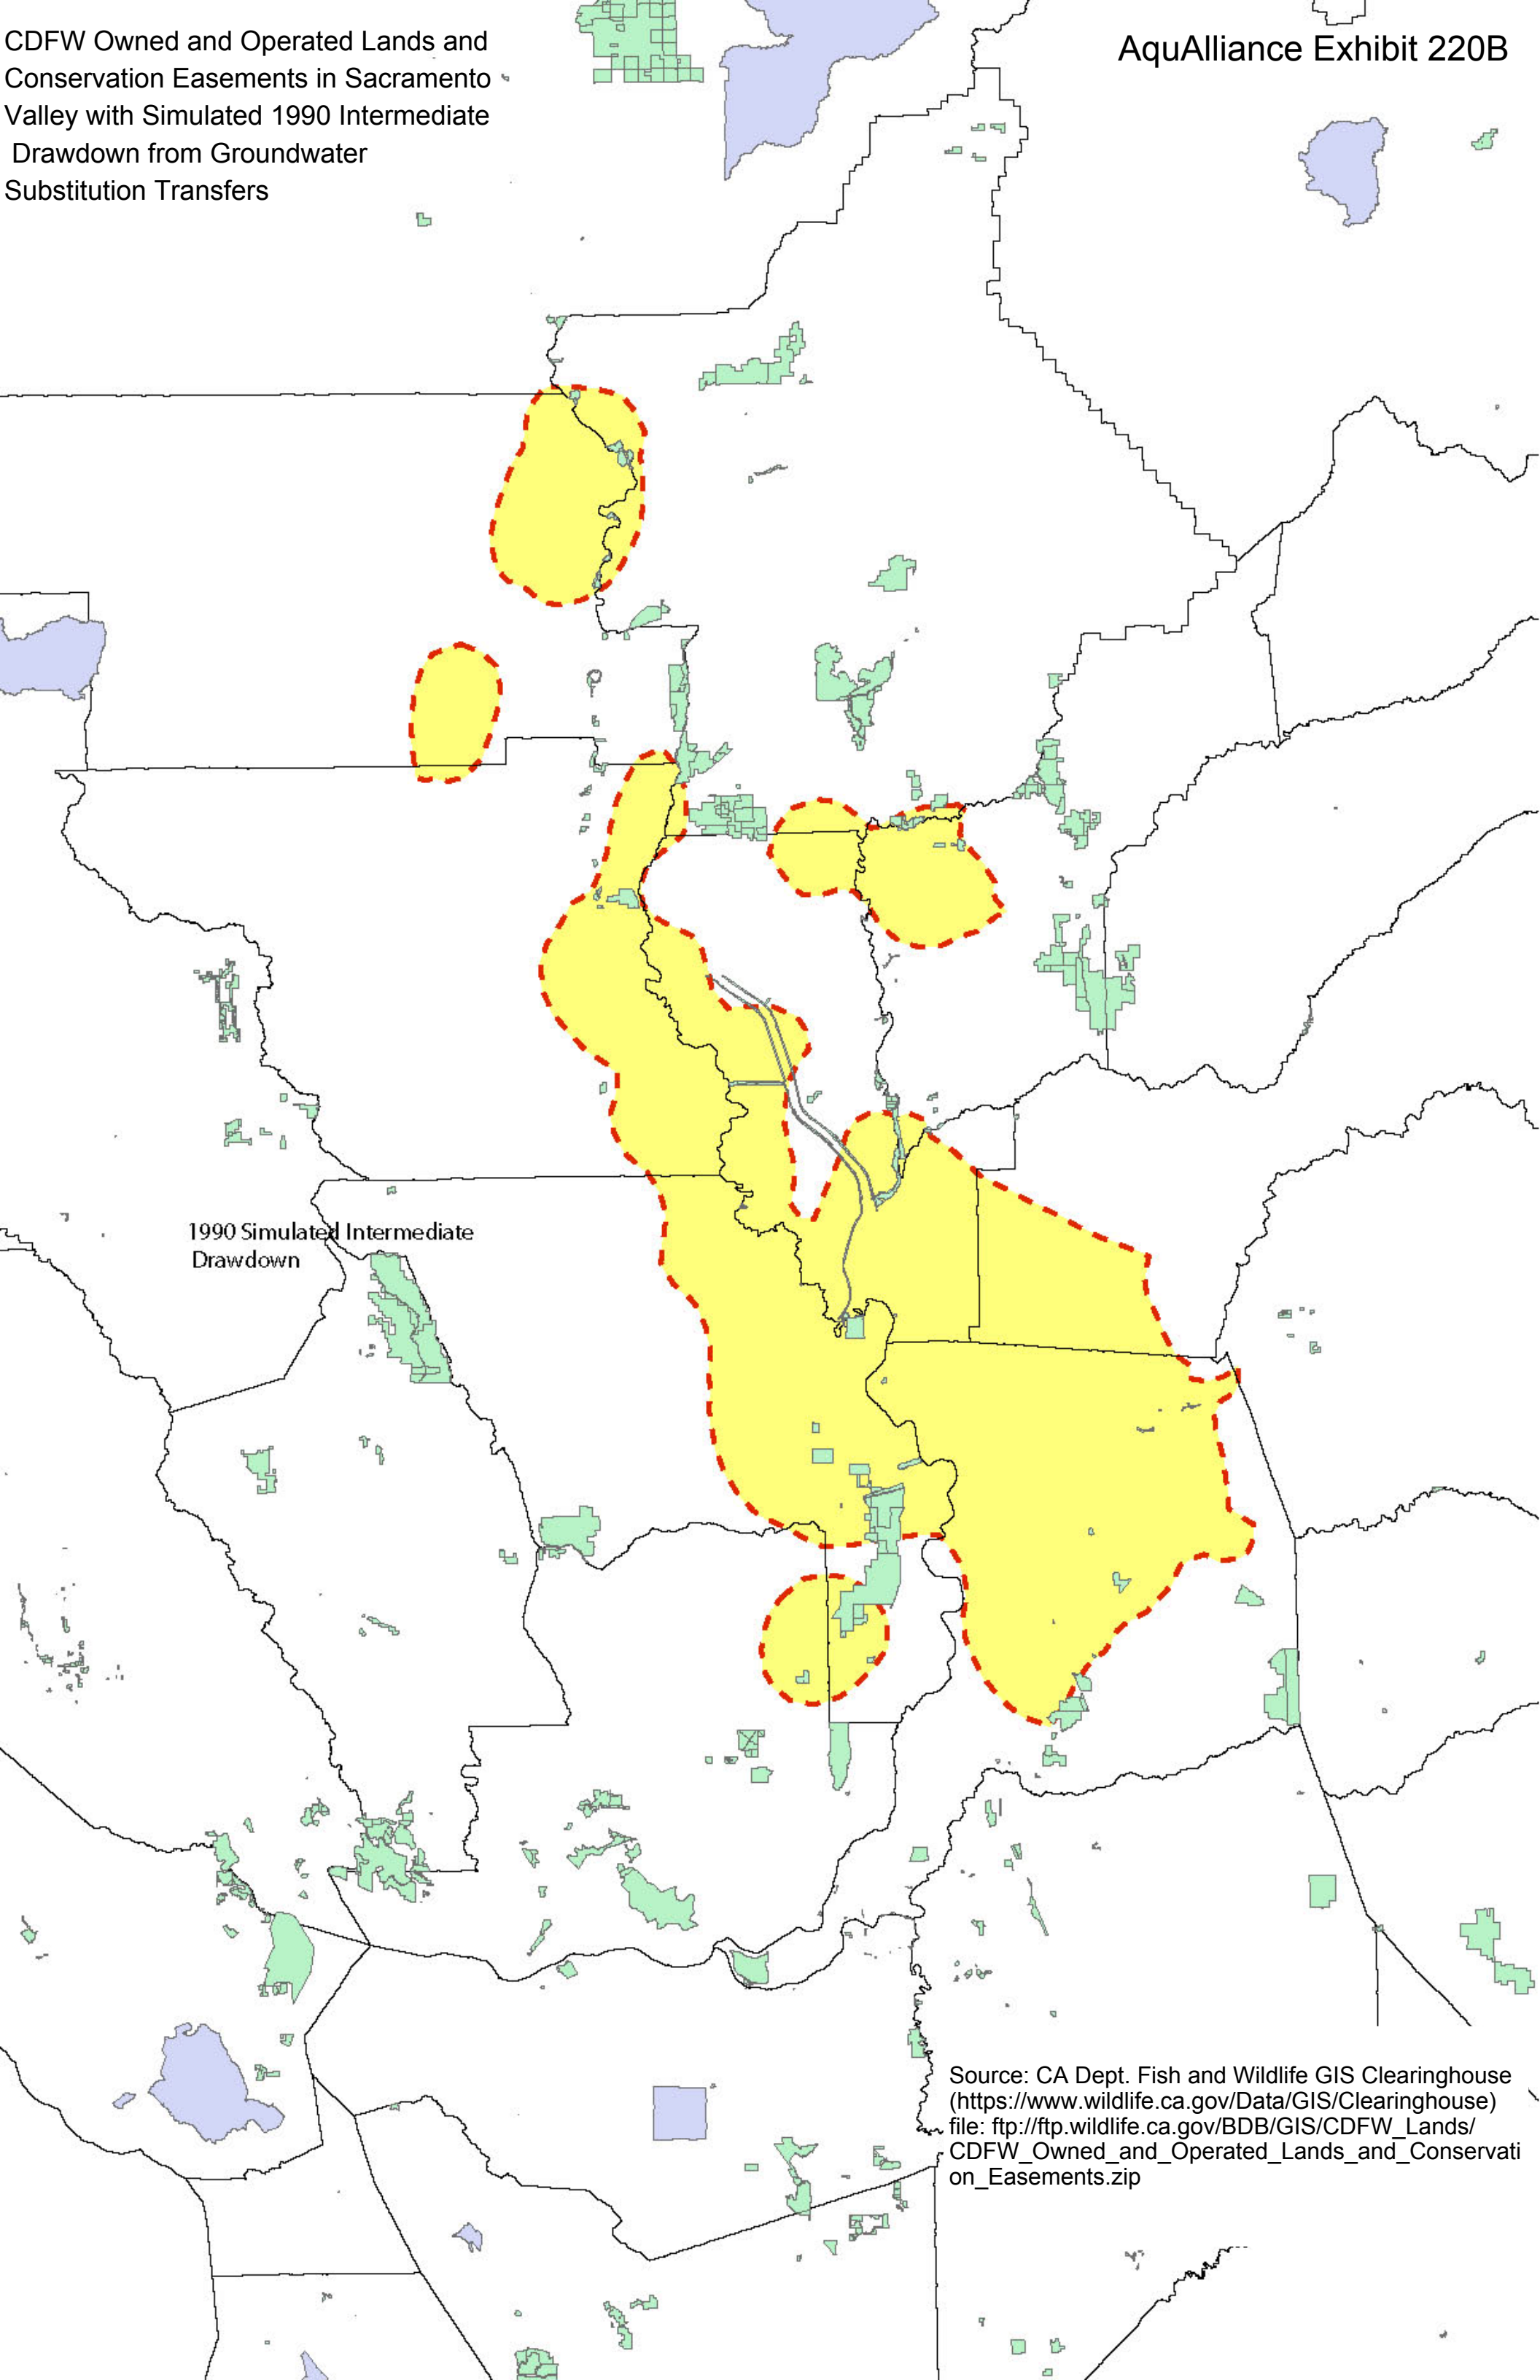 CDFW Owned and Operated Lands and
Conservation Easements in Sacramento
Valley with Simulated 1990 Intermediate
Drawdown from Groundwater
Substitution Transfers
AquAlliance Exhibit 220B
1990 Simulated Intermediate
Drawdown
Source: CA Dept. Fish and Wildlife GIS Clearinghouse
(https://www.wildlife.ca.gov/Data/GIS/Clearinghouse)
file: ftp://ftp.wildlife.ca.gov/BDB/GIS/CDFW_Lands/
CDFW_Owned_and_Operated_Lands_and_Conservati
on_Easements.zip